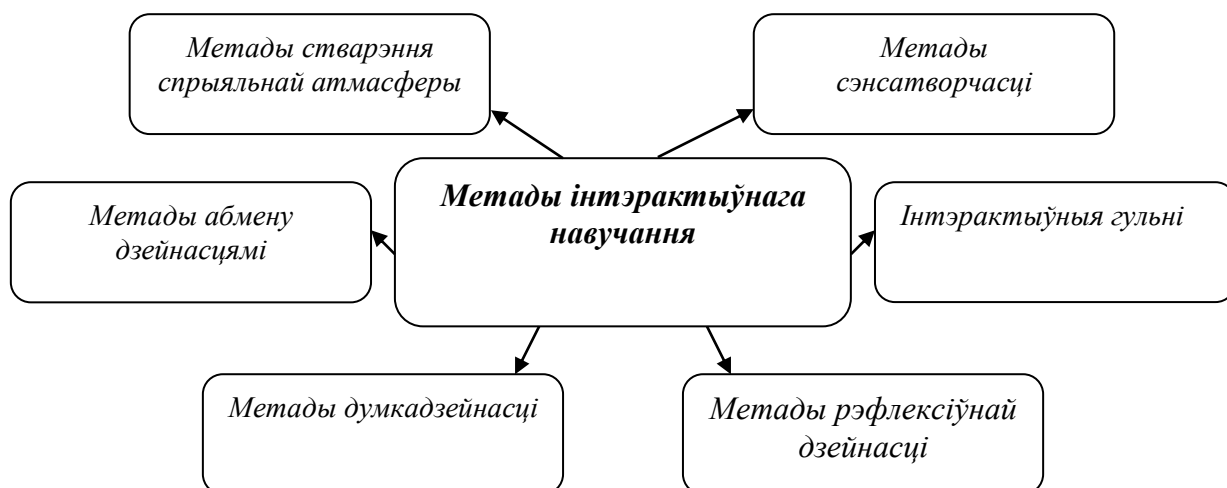 Метады стварэння
спрыяльнай атмасферы
Метады
сэнсатворчасці
Метады інтэрактыўнага
навучання
Метады абмену
дзейнасцямі
Інтэрактыўныя гульні
Метады думкадзейнасці
Метады рэфлексіўнай
дзейнасці